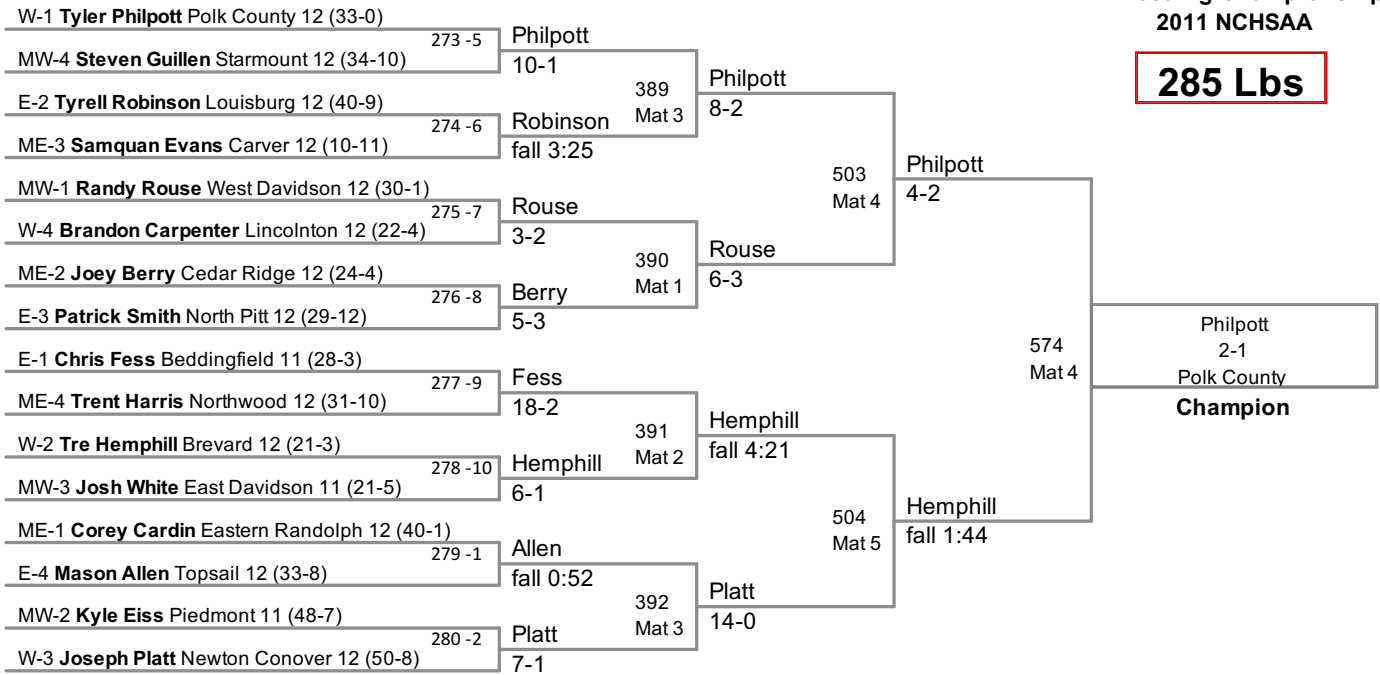 2011 NCHSAA
285 Lbs
W-1 Tyler Philpott Polk County 12 (33-0)
273 -5
MW-4 Steven Guillen Starmount 12 (34-10)
Philpott
10-1
E-2 Tyrell Robinson Louisburg 12 (40-9)
274 -6
ME-3 Samquan Evans Carver 12 (10-11)
Robinson
fall 3:25
389
Mat 3
Philpott
8-2
MW-1 Randy Rouse West Davidson 12 (30-1)
275 -7
W-4 Brandon Carpenter Lincolnton 12 (22-4)
Rouse
3-2
ME-2 Joey Berry Cedar Ridge 12 (24-4)
276 -8
E-3 Patrick Smith North Pitt 12 (29-12)
Berry
5-3
390
Mat 1
Rouse
6-3
503
Mat 4
Philpott
4-2
E-1 Chris Fess Beddingfield 11 (28-3)
277 -9
ME-4 Trent Harris Northwood 12 (31-10)
Fess
18-2
W-2 Tre Hemphill Brevard 12 (21-3)
278 -10
MW-3 Josh White East Davidson 11 (21-5)
Hemphill
6-1
391
Mat 2
Hemphill
fall 4:21
ME-1 Corey Cardin Eastern Randolph 12 (40-1)
279 -1
E-4 Mason Allen Topsail 12 (33-8)
Allen
fall 0:52
MW-2 Kyle Eiss Piedmont 11 (48-7)
280 -2
W-3 Joseph Platt Newton Conover 12 (50-8)
Platt
7-1
392
Mat 3
Platt
14-0
504
Mat 5
Hemphill
fall 1:44
574
Mat 4
Philpott
2-1
Polk County
Champion